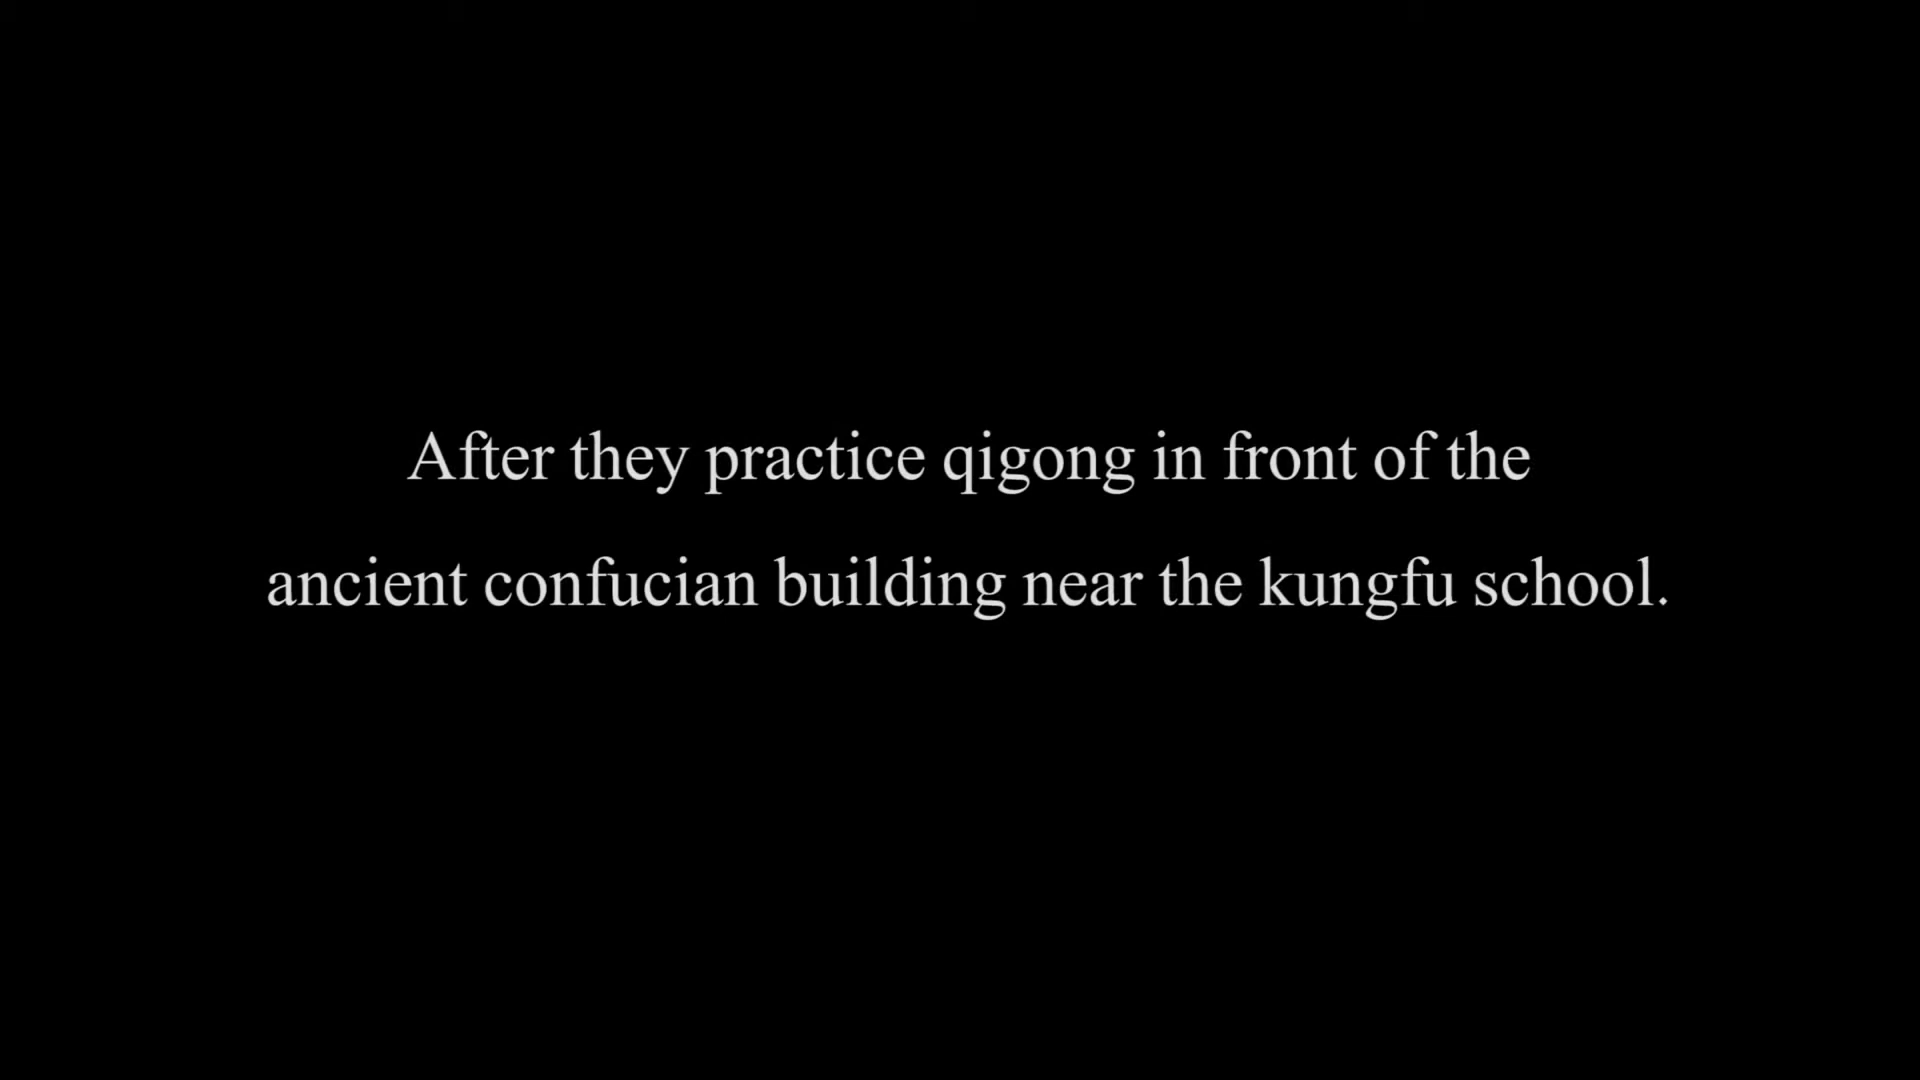 After they practice qigong in front of the
ancient confucian building near the kungfu school.